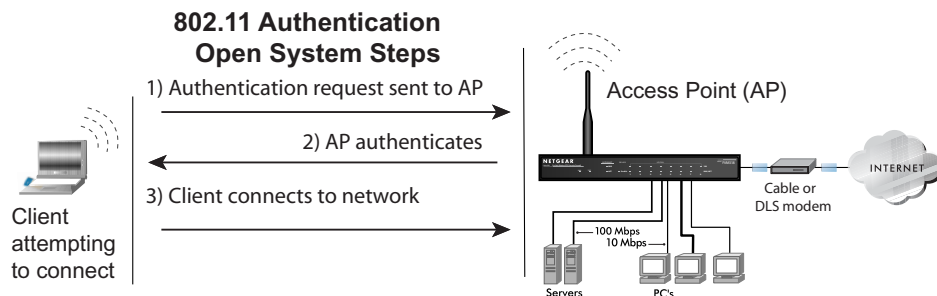 802.11 Authentication
Open System Steps
1) Authentication request sent to AP
2) AP authenticates
3) Client connects to network
Client
attempting
to connect
Access Point (AP)
NETGEAR
Cable or
DLS modem
INTERNET
100 Mbps
10 Mbps
Servers
PC's